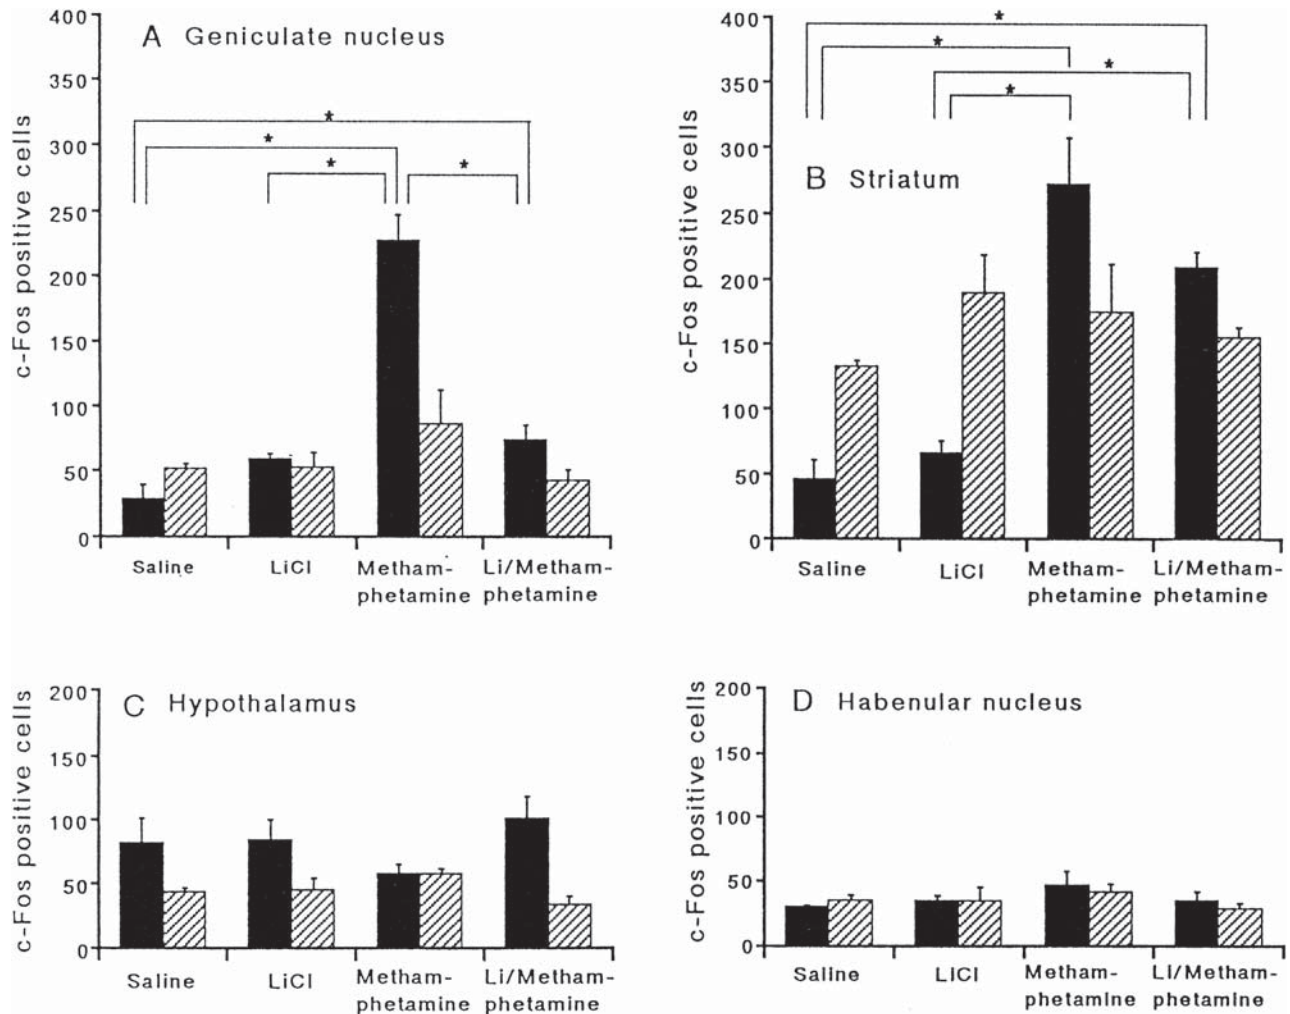 A Geniculate nucleus
c-Fos positive cells
400
350
300
250
200
150
100
50
0
*
*
*
*
Saline
LiCl
Metham-
phetamine
Li/Metham-
phetamine
B Striatum
c-Fos positive cells
400
350
300
250
200
150
100
50
0
*
*
*
*
Saline
LiCl
Metham-
phetamine
Li/Metham-
phetamine
C Hypothalamus
c-Fos positive cells
200
150
100
50
0
Saline
LiCl
Metham-
phetamine
Li/Metham-
phetamine
D Habenular nucleus
c-Fos positive cells
200
150
100
50
0
Saline
LiCl
Metham-
phetamine
Li/Metham-
phetamine